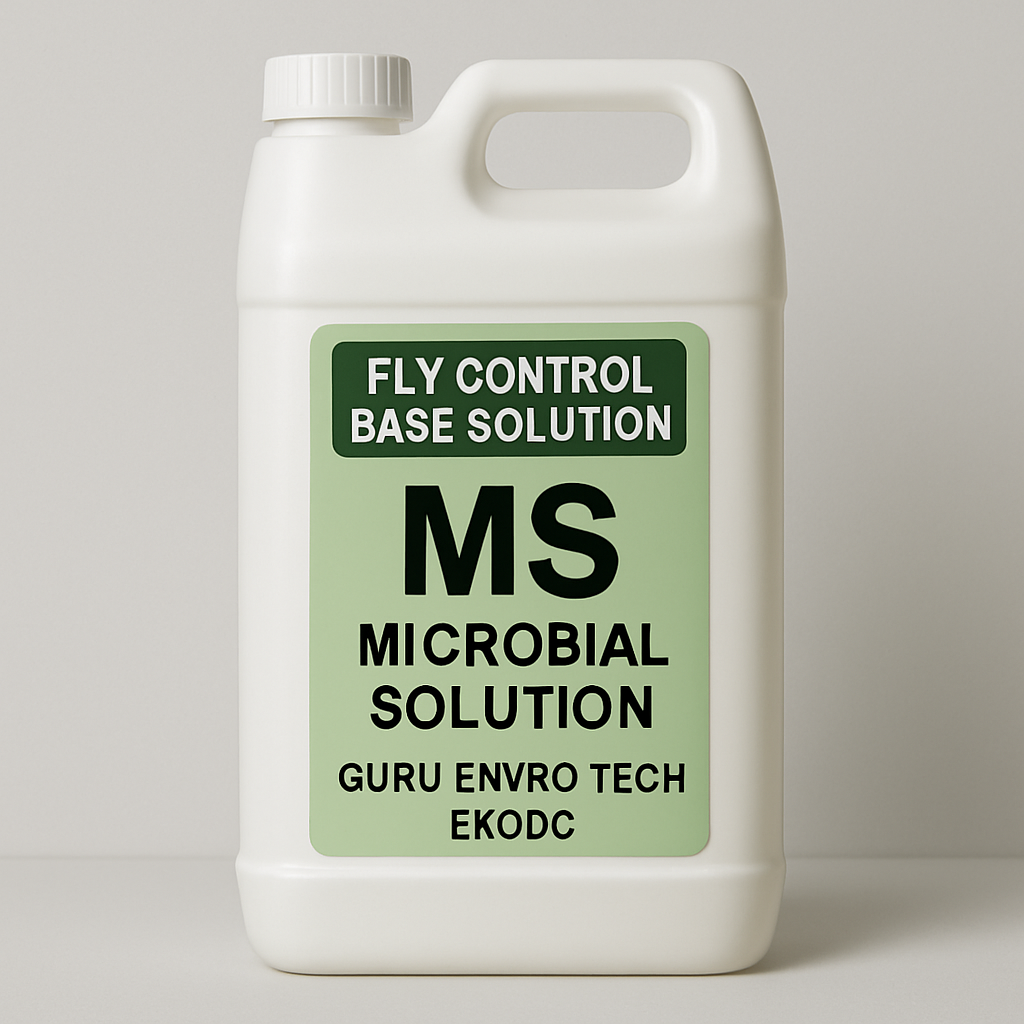 FLY CONTROL
BASE SOLUTION
MS
MICROBIAL
SOLUTION
GURU ENVRO TECH
EKODC